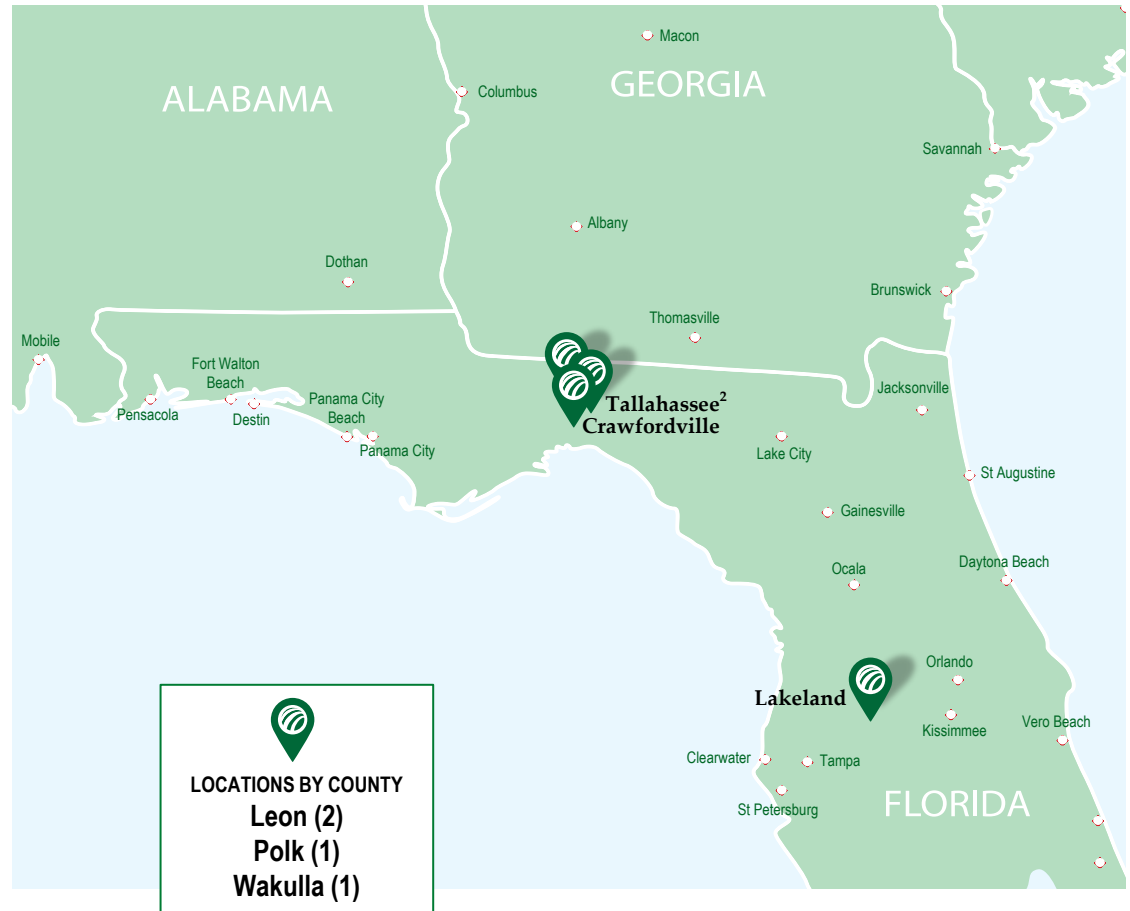 Macon
GEORGIA
ALABAMA
Columbus
Savannah
Albany
Dothan
Brunswick
Thomasville
Mobile
Fort Walton
Beach
Pensacola
Destin
Panama City
Beach
Panama City
Tallahassee²
Crawfordville
Jacksonville
Lake City
St Augustine
Gainesville
Ocala
Daytona Beach
Orlando
Lakeland
Kissimmee
Vero Beach
Clearwater
Tampa
St Petersburg
FLORIDA
LOCATIONS BY COUNTY
Leon (2)
Polk (1)
Wakulla (1)